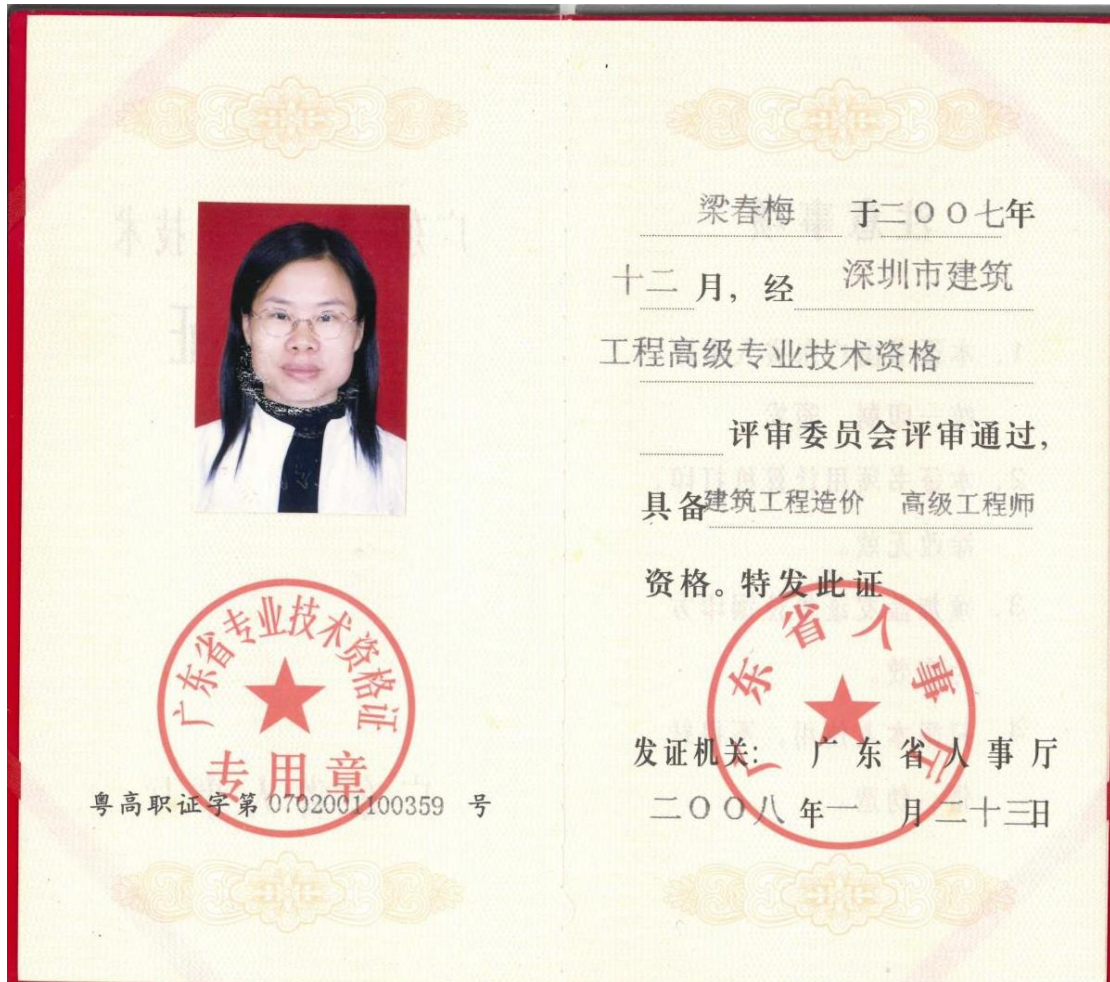 广东省专业技术资格证
专用章
粤高职证字第 0702001100359 号
梁春梅 于二〇〇七年
十二 月，经 深圳市建筑
工程高级专业技术资格
评审委员会评审通过，
具备建筑工程造价 高级工程师
资格。特发此证
广东省人事厅
发证机关： 广东省人事厅
二〇〇八 年 一 月二十三日